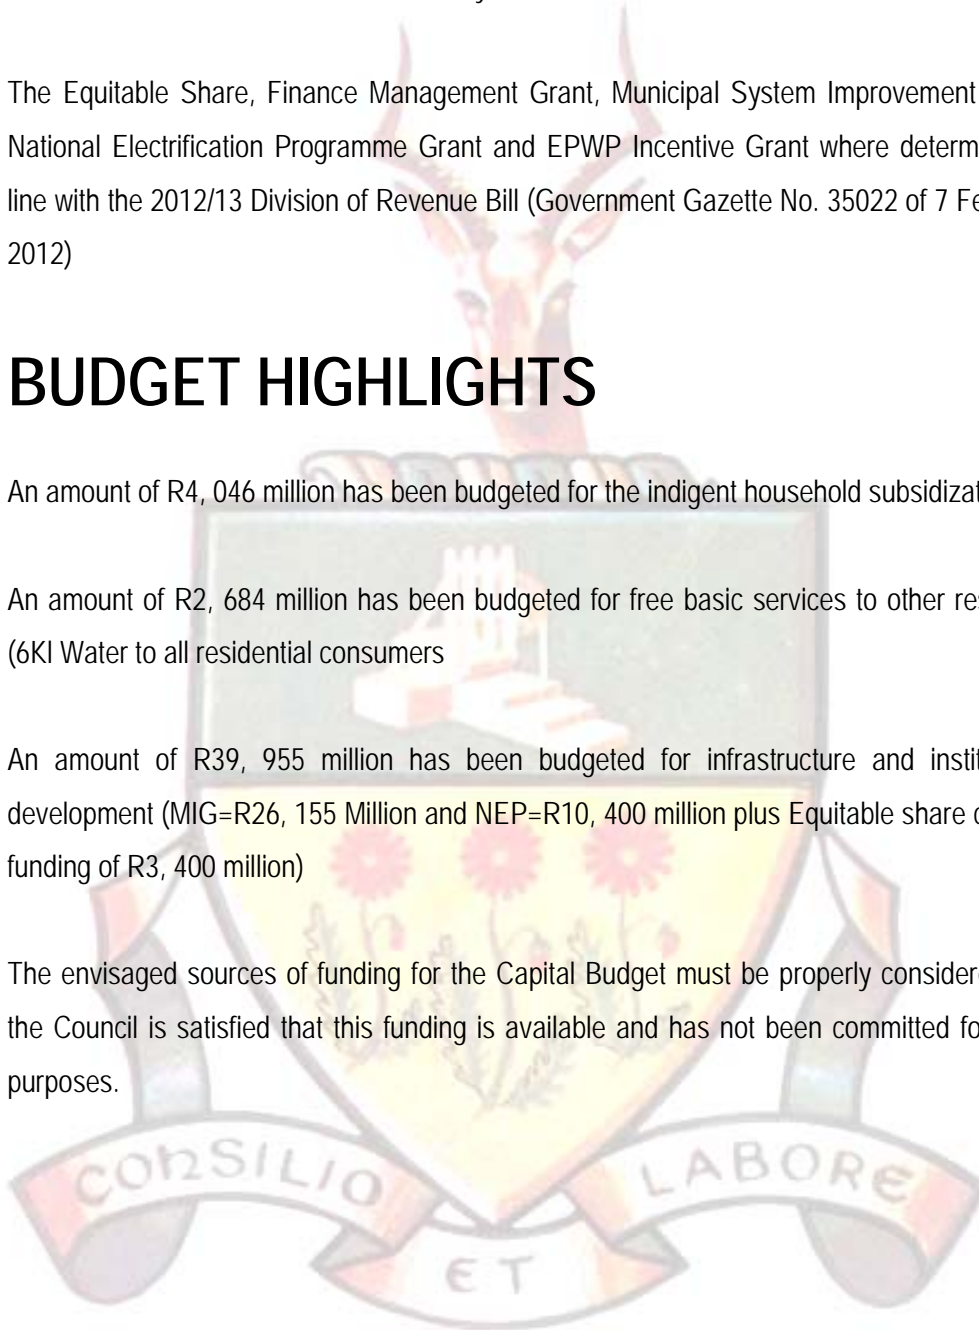 The Equitable Share, Finance Management Grant, Municipal System Improvement
National Electrification Programme Grant and EPWP Incentive Grant where determ
line with the 2012/13 Division of Revenue Bill (Government Gazette No. 35022 of 7 Fe
2012)
BUDGET HIGHLIGHTS
An amount of R4, 046 million has been budgeted for the indigent household subsidizat
An amount of R2, 684 million has been budgeted for free basic services to other re
(6Kl Water to all residential consumers
An amount of R39, 955 million has been budgeted for infrastructure and instit
development (MIG=R26, 155 Million and NEP=R10, 400 million plus Equitable share
funding of R3, 400 million)
The envisaged sources of funding for the Capital Budget must be properly consider
the Council is satisfied that this funding is available and has not been committed fo
purposes.
CONSILIO
ET
LABORE